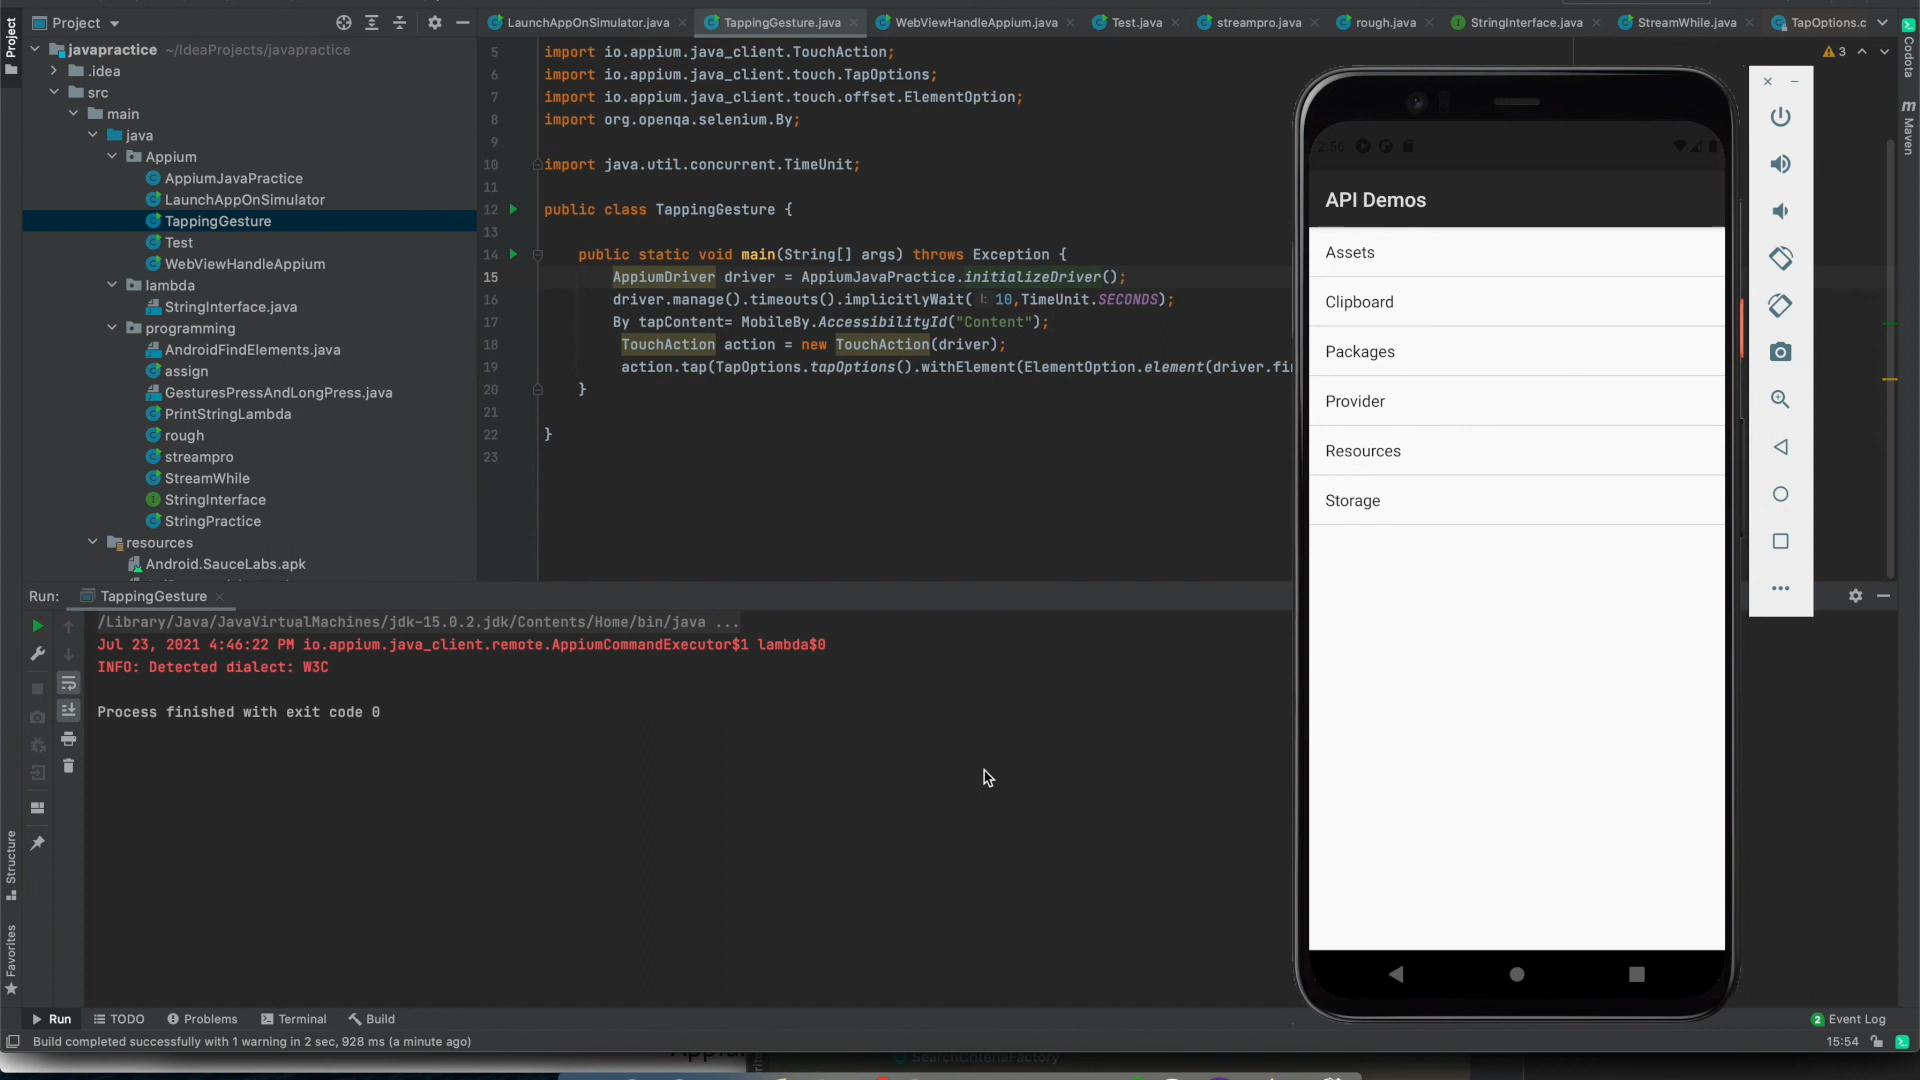 Project
LaunchAppOnSimulator.java
TappingGesture.java
WebViewHandleAppium.java
Test.java
streampro.java
rough.java
StringInterface.java
StreamWhile.java
TapOptions.c
Project
javapractice ~/IdeaProjects/javapractice
.idea
src
main
java
Appium
AppiumJavaPractice
LaunchAppOnSimulator
TappingGesture
Test
WebViewHandleAppium
lambda
StringInterface.java
programming
AndroidFindElements.java
assign
GesturesPressAndLongPress.java
PrintStringLambda
rough
streampro
StreamWhile
StringInterface
StringPractice
resources
Android.SauceLabs.apk
5 import io.appium.java_client.TouchAction;
6 import io.appium.java_client.touch.TapOptions;
7 import io.appium.java_client.touch.offset.ElementOption;
8 import org.openqa.selenium.By;
9
10 import java.util.concurrent.TimeUnit;
11
12 public class TappingGesture {
13
14 public static void main(String[] args) throws Exception {
15 AppiumDriver driver = AppiumJavaPractice.initializeDriver();
16 driver.manage().timeouts().implicitlyWait( l: 10,TimeUnit.SECONDS);
17 By tapContent= MobileBy.AccessibilityId("Content");
18 TouchAction action = new TouchAction(driver);
19 action.tap(TapOptions.tapOptions().withElement(ElementOption.element(driver.fi
20 }
21
22 }
23
3
Codota
Maven
2:56
API Demos
Assets
Clipboard
Packages
Provider
Resources
Storage
Run:
TappingGesture
/Library/Java/JavaVirtualMachines/jdk-15.0.2.jdk/Contents/Home/bin/java ...
Jul 23, 2021 4:46:22 PM io.appium.java_client.remote.AppiumCommandExecutor$1 lambda$0
INFO: Detected dialect: W3C
Process finished with exit code 0
Structure
Favorites
Run
TODO
Problems
Terminal
Build
2 Event Log
Build completed successfully with 1 warning in 2 sec, 928 ms (a minute ago)
15:54
SearchCriteriaFactory